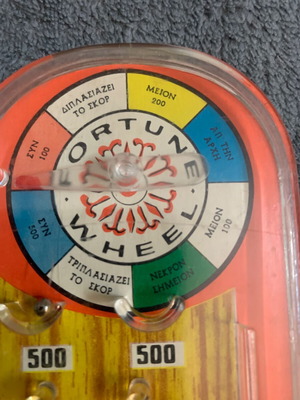 ΔΙΠΛΑΣΙΑΖΕΙ
ΤΟ ΣΚΟΡ
ΜΕΙΟΝ
200
ΑΠ ΤΗΝ
ΑΡΧΗ
ΜΕΙΟΝ
100
ΝΕΚΡΟΝ
ΣΗΜΕΙΟΝ
ΤΡΙΠΛΑΣΙΑΖΕΙ
ΤΟ ΣΚΟΡ
ΣΥΝ
200
ΣΥΝ
100
FORTUNE
WHEEL
500
500